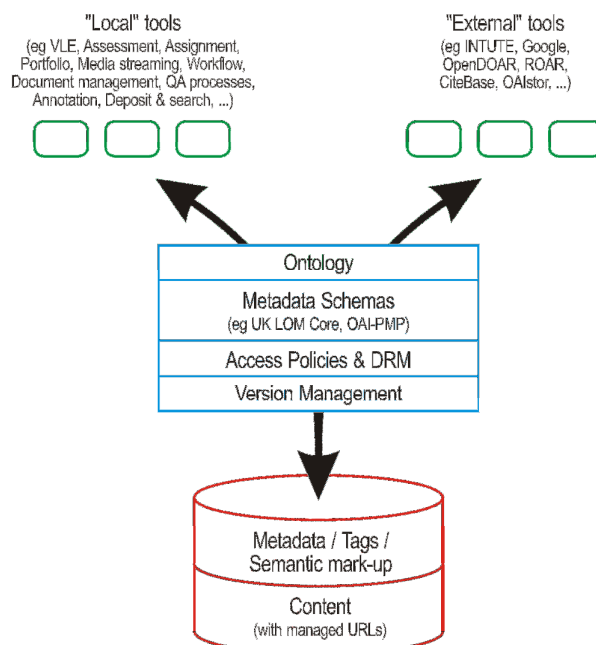 "Local" tools
(eg VLE, Assessment, Assignment,
Portfolio, Media streaming, Workflow,
Document management, QA processes,
Annotation, Deposit & search, ...)
"External" tools
(eg INTUTE, Google,
OpenDOAR, ROAR,
CiteBase, OAIstor, ...)
Ontology
Metadata Schemas
(eg UK LOM Core, OAI-PMP)
Access Policies & DRM
Version Management
Metadata / Tags /
Semantic mark-up
Content
(with managed URLs)